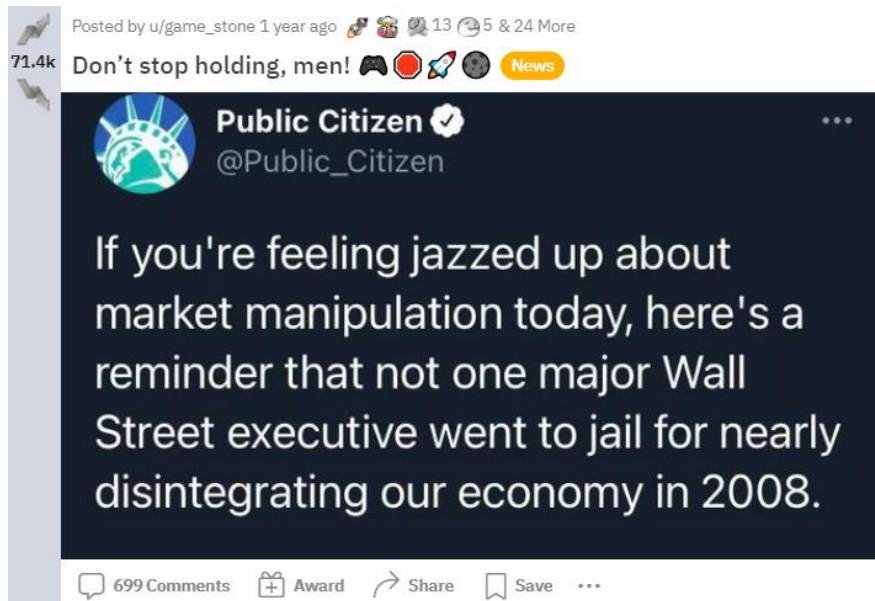 Posted by u/game_stone 1 year ago 13 5 & 24 More
71.4k Don’t stop holding, men! 🎮🛑🚀🌑 News
Public Citizen
@Public_Citizen
If you're feeling jazzed up about
market manipulation today, here's a
reminder that not one major Wall
Street executive went to jail for nearly
disintegrating our economy in 2008.
699 Comments Award Share Save